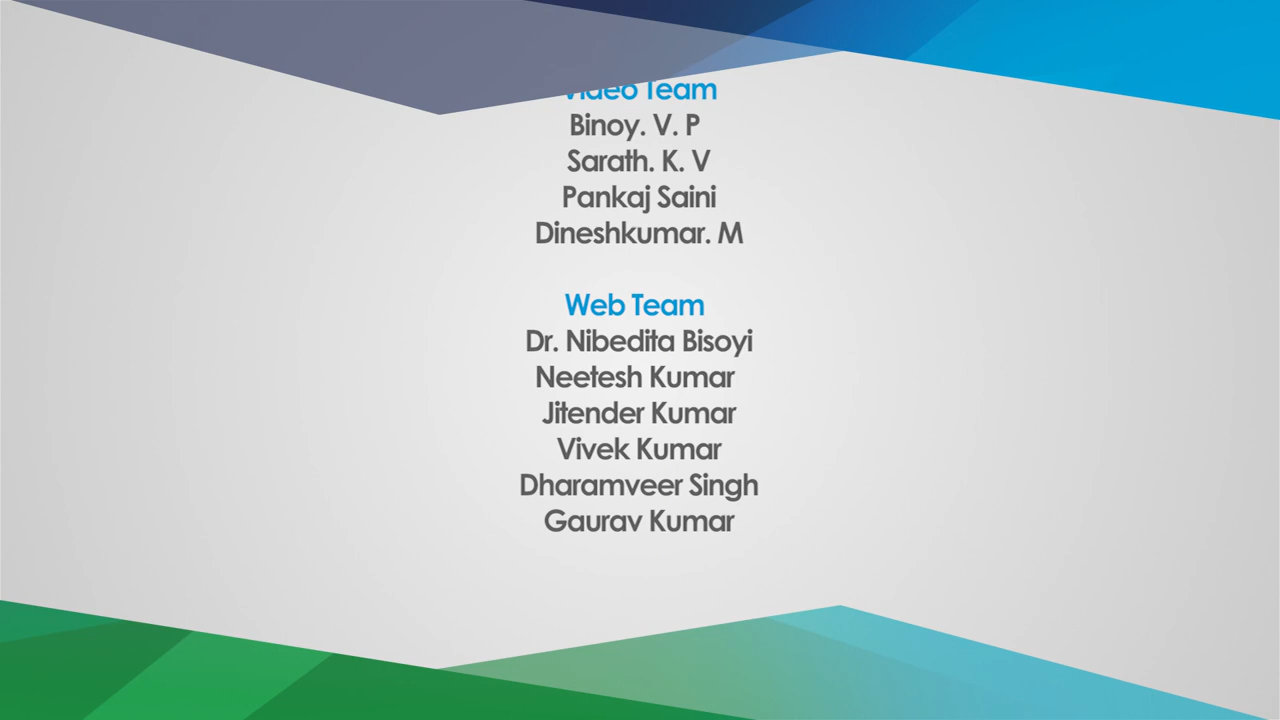 Video Team
Binoy. V. P
Sarath. K. V
Pankaj Saini
Dineshkumar. M
Web Team
Dr. Nibedita Bisoyi
Neetesh Kumar
Jitender Kumar
Vivek Kumar
Dharamveer Singh
Gaurav Kumar